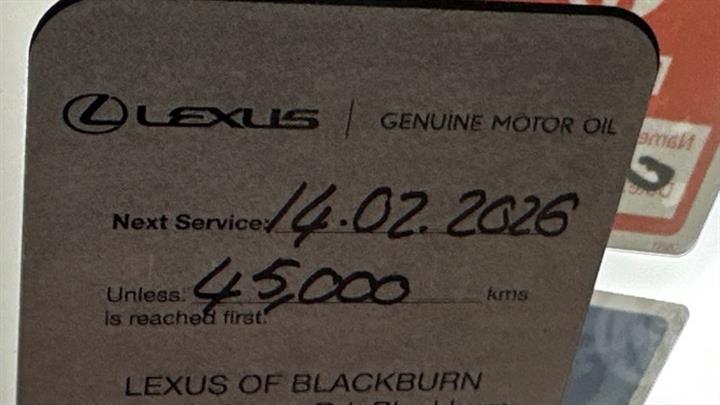 LEXUS | GENUINE MOTOR OIL
Next Service: 14.02.2026
Unless: 45,000 kms
is reached first.
LEXUS OF BLACKBURN
Name